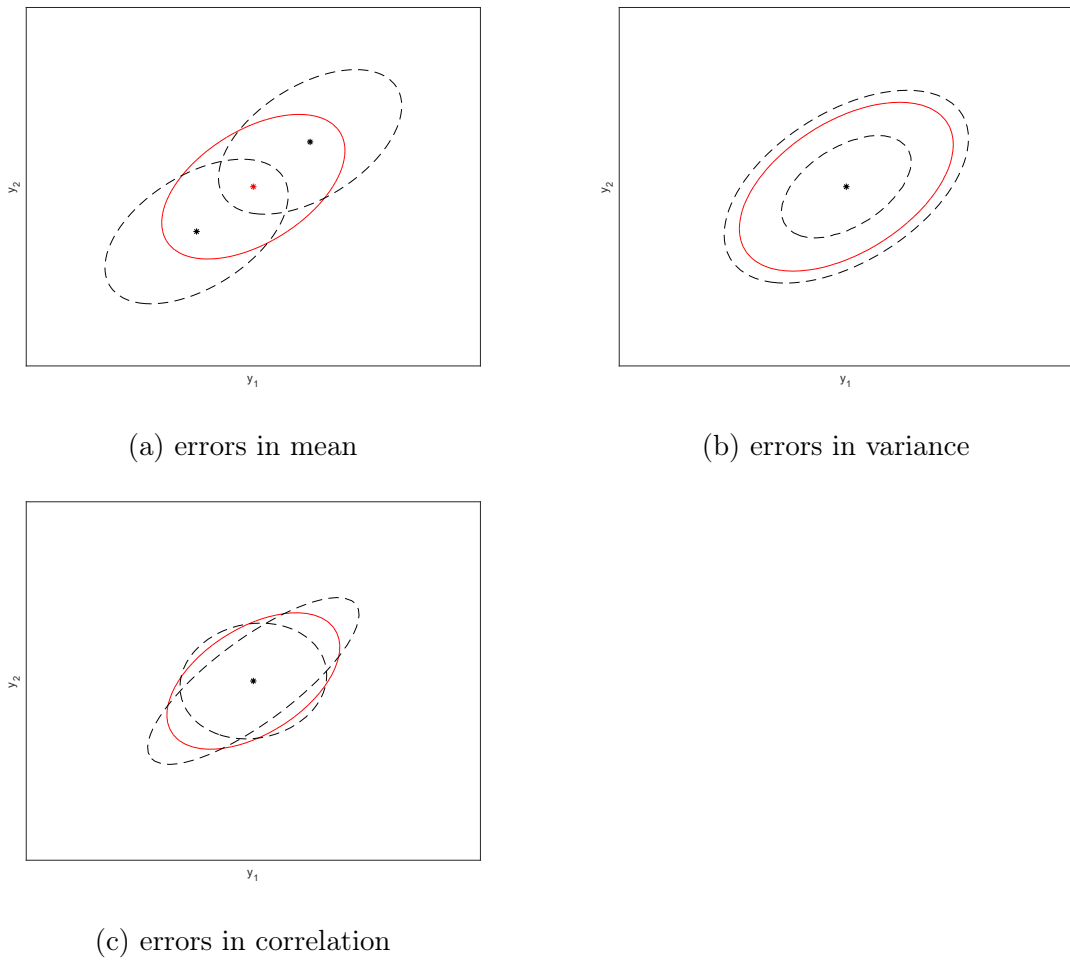 y₂
y₁
(a) errors in mean
y₂
y₁
(b) errors in variance
y₂
y₁
(c) errors in correlation